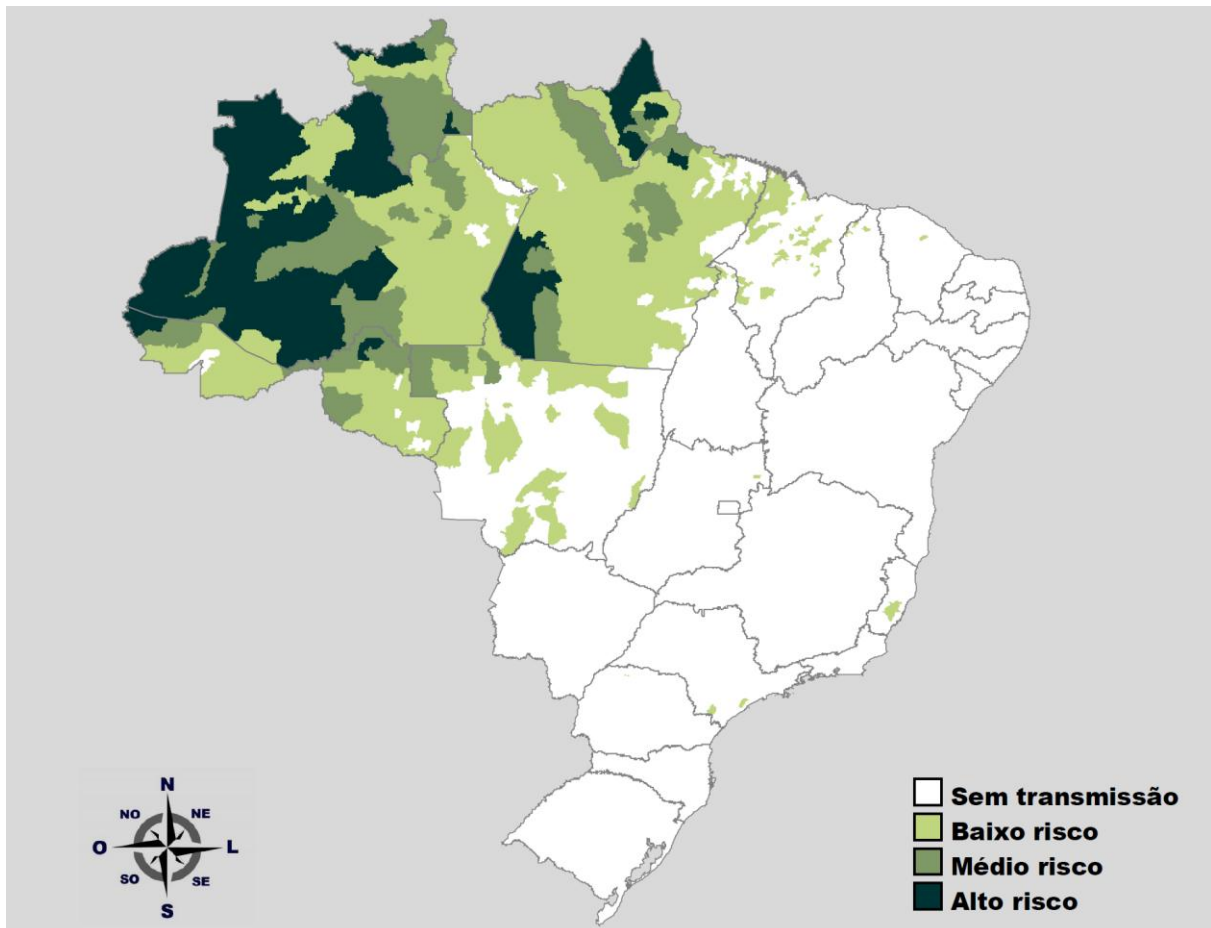 N
NO NE
O L
SO SE
S
Sem transmissão
Baixo risco
Médio risco
Alto risco